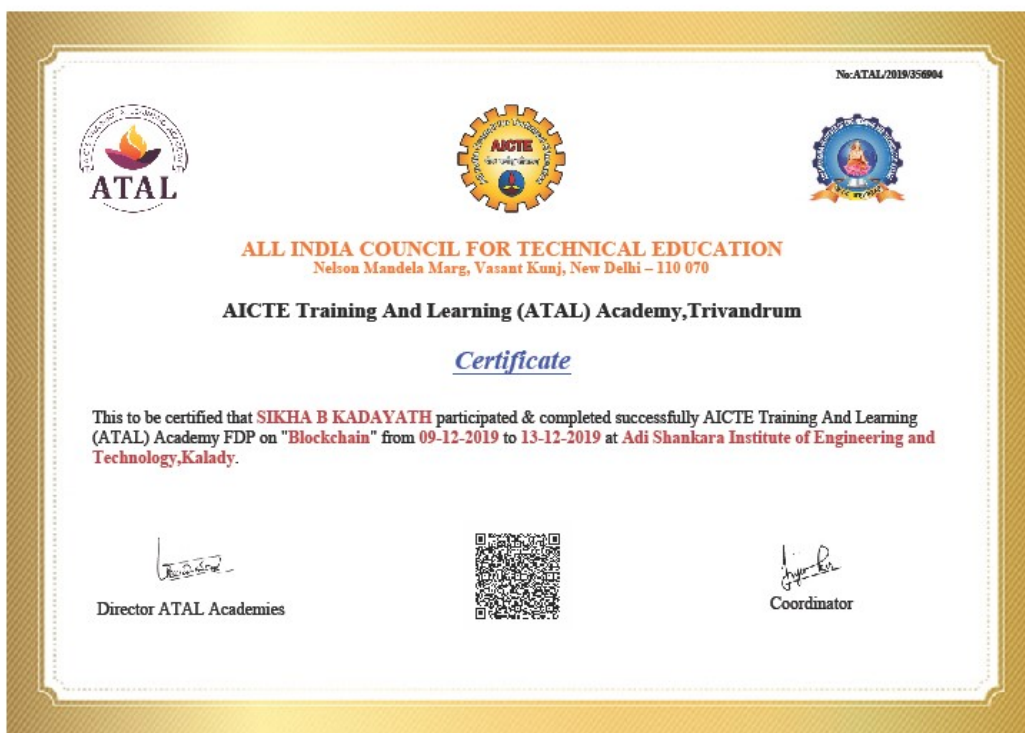 No:ATAL/2019/356904
ATAL
AICTE
ALL INDIA COUNCIL FOR TECHNICAL EDUCATION
Nelson Mandela Marg, Vasant Kunj, New Delhi – 110 070
AICTE Training And Learning (ATAL) Academy,Trivandrum
Certificate
This to be certified that SIKHA B KADAYATH participated & completed successfully AICTE Training And Learning
(ATAL) Academy FDP on "Blockchain" from 09-12-2019 to 13-12-2019 at Adi Shankara Institute of Engineering and
Technology,Kalady.
Director ATAL Academies
Coordinator